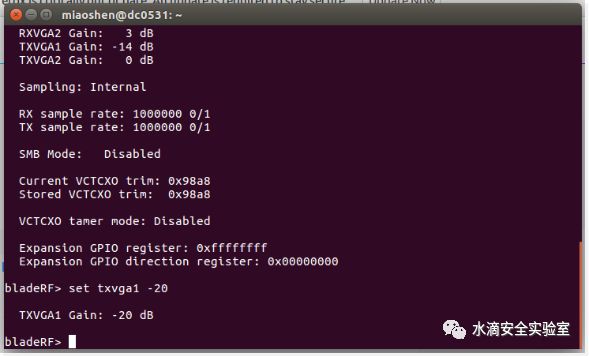 miaoshen@dc0531: ~
RXVGA2 Gain: 3 dB
TXVGA1 Gain: -14 dB
TXVGA2 Gain: 0 dB
Sampling: Internal
RX sample rate: 1000000 0/1
TX sample rate: 1000000 0/1
SMB Mode: Disabled
Current VCTCXO trim: 0x98a8
Stored VCTCXO trim: 0x98a8
VCTCXO tamer mode: Disabled
Expansion GPIO register: 0xffffffff
Expansion GPIO direction register: 0x00000000
bladeRF> set txvga1 -20
TXVGA1 Gain: -20 dB
水滴安全实验室
bladeRF>